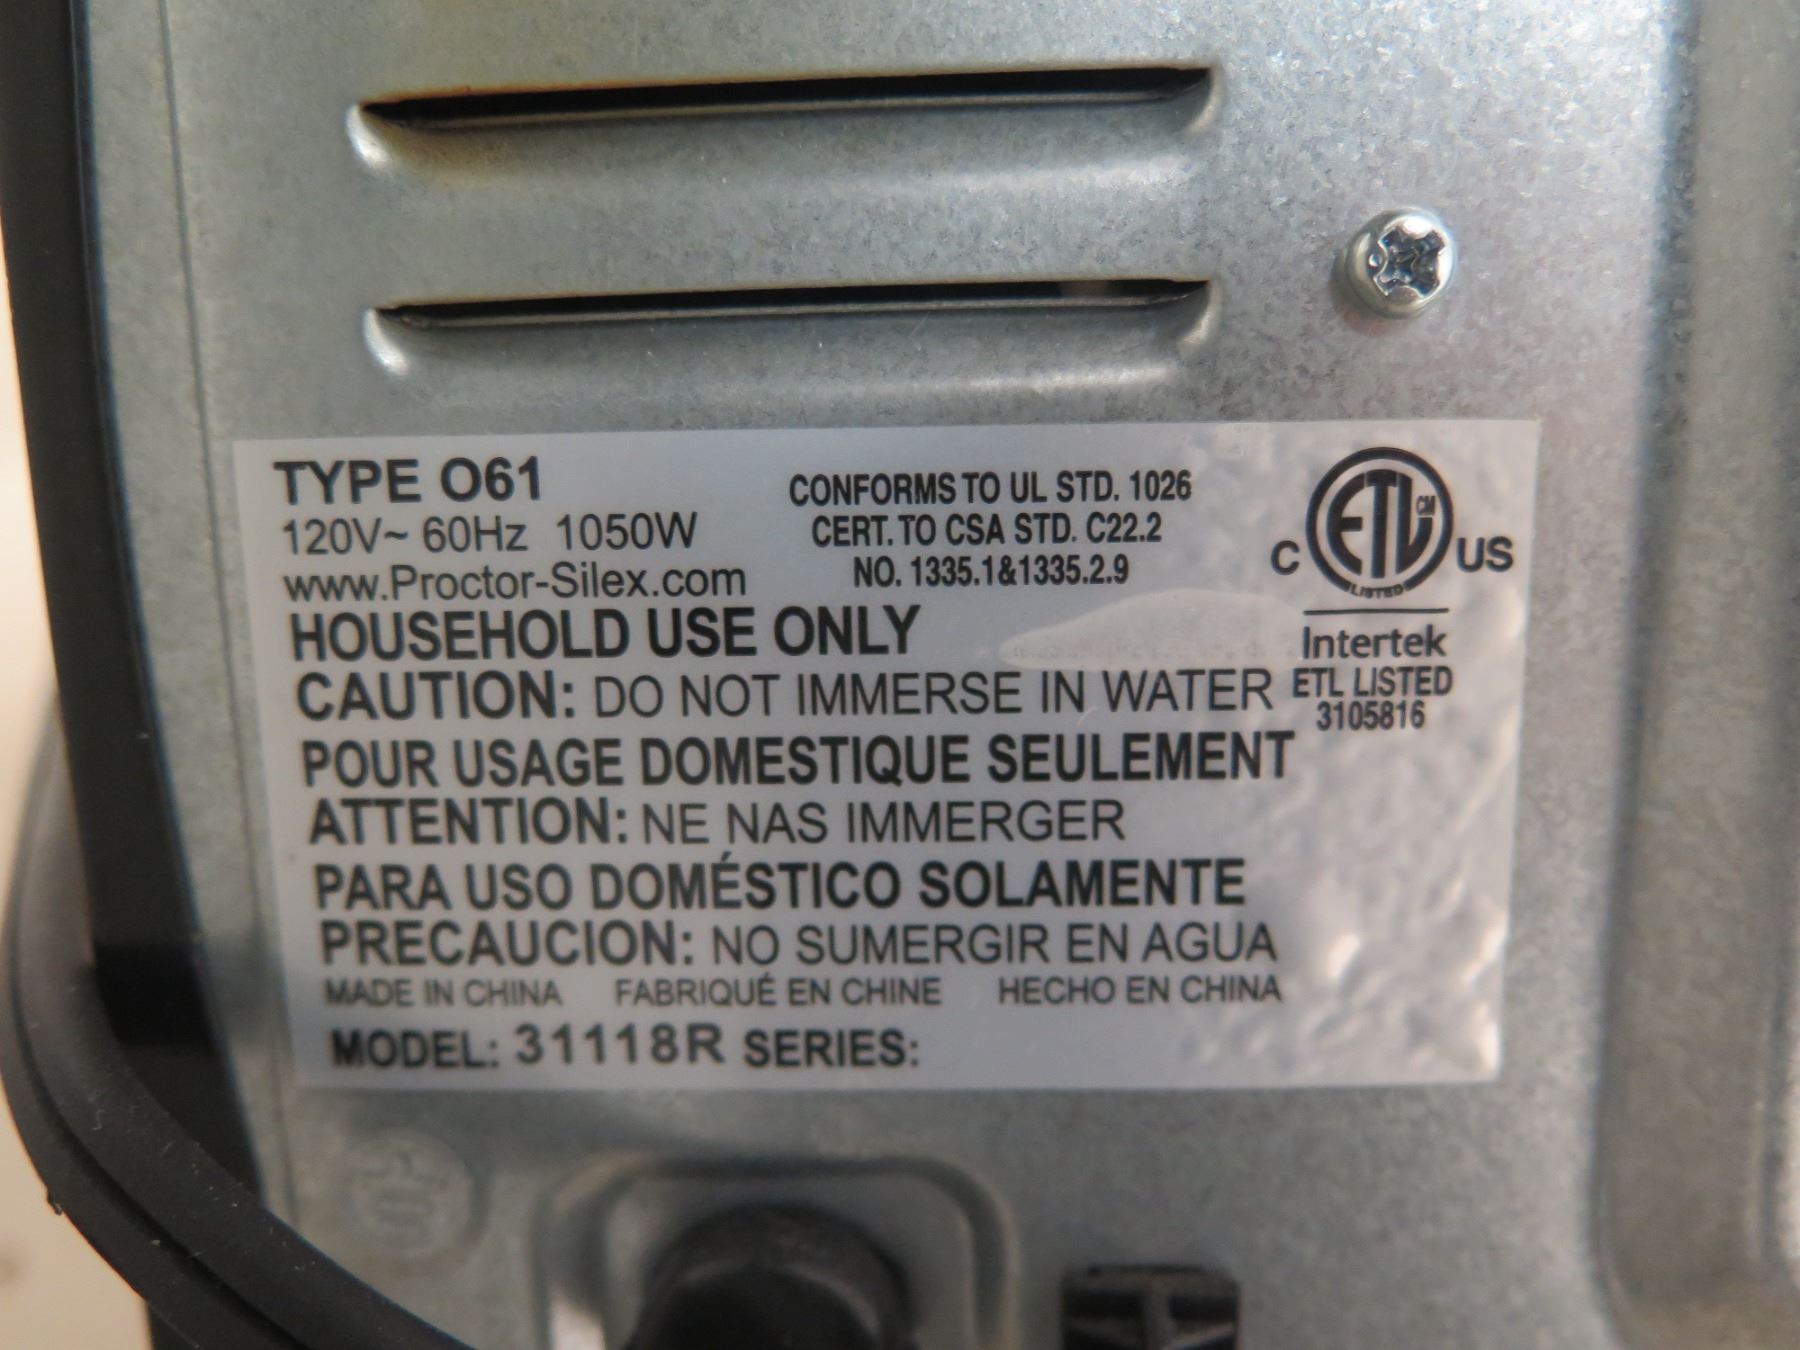 TYPE O61
120V~ 60Hz 1050W
www.Proctor-Silex.com
CONFORMS TO UL STD. 1026
CERT. TO CSA STD. C22.2
NO. 1335.1&1335.2.9
C ETL CM US
LISTED
Intertek
ETL LISTED
3105816
HOUSEHOLD USE ONLY
CAUTION: DO NOT IMMERSE IN WATER
POUR USAGE DOMESTIQUE SEULEMENT
ATTENTION: NE NAS IMMERGER
PARA USO DOMÉSTICO SOLAMENTE
PRECAUCION: NO SUMERGIR EN AGUA
MADE IN CHINA FABRIQUÉ EN CHINE HECHO EN CHINA
MODEL: 31118R SERIES: